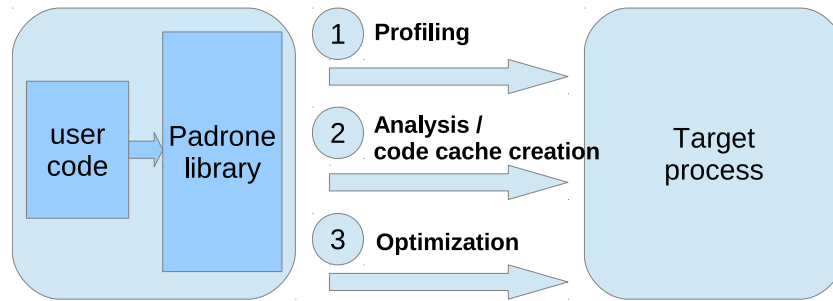 user
code
Padrone
library
1
Profiling
2
Analysis /
code cache creation
3
Optimization
Target
process